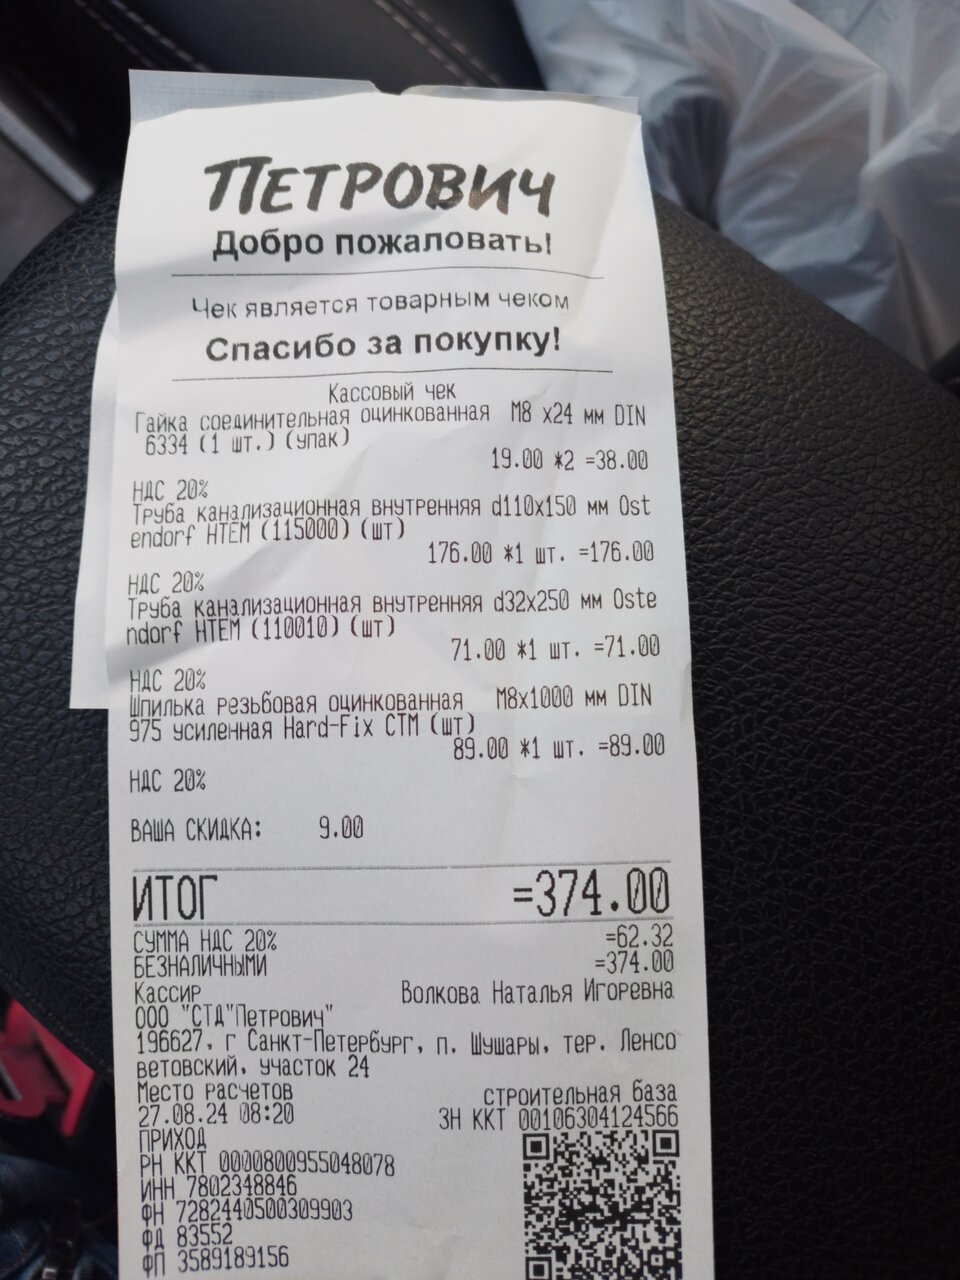 ПЕТРОВИЧ
Добро пожаловать!
Чек является товарным чеком
Спасибо за покупку!
Кассовый чек
Гайка соединительная оцинкованная М8 х24 мм DIN
6334 (1 шт.) (упак)
19.00 *2 =38.00
НДС 20%
Труба канализационная внутренняя d110x150 мм Ost
endorf HTEM (115000) (шт)
176.00 *1 шт. =176.00
НДС 20%
Труба канализационная внутренняя d32x250 мм Oste
ndorf HTEM (110010) (шт)
71.00 *1 шт. =71.00
НДС 20%
Шпилька резьбовая оцинкованная М8х1000 мм DIN
975 усиленная Hard-Fix СТМ (шт)
89.00 *1 шт. =89.00
НДС 20%
ВАША СКИДКА: 9.00
ИТОГ =374.00
СУММА НДС 20% =62.32
БЕЗНАЛИЧНЫМИ =374.00
Кассир Волкова Наталья Игоревна
ООО "СТД"Петрович"
196627, г Санкт-Петербург, п. Шушары, тер. Ленсо
ветовский, участок 24
Место расчетов строительная база
27.08.24 08:20 ЗН ККТ 00106304124566
ПРИХОД
РН ККТ 0000800955048078
ИНН 7802348846
ФН 7282440500309903
ФД 83552
ФП 3589189156